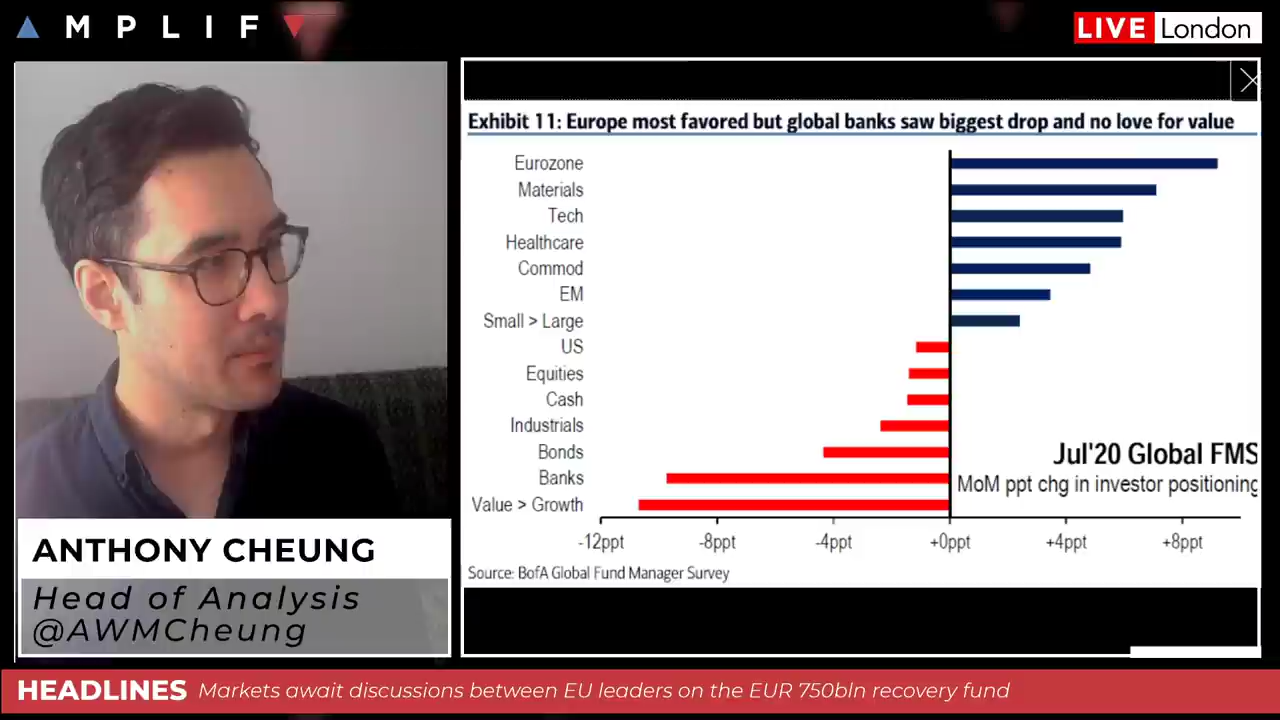 MPLIF
LIVE London
Exhibit 11: Europe most favored but global banks saw biggest drop and no love for value
Eurozone
Materials
Tech
Healthcare
Commod
EM
Small > Large
US
Equities
Cash
Industrials
Bonds
Banks
Value > Growth
Jul'20 Global FMS
MoM ppt chg in investor positioning
-12ppt -8ppt -4ppt +0ppt +4ppt +8ppt
Source: BofA Global Fund Manager Survey
ANTHONY CHEUNG
Head of Analysis
@AWMCheung
HEADLINES Markets await discussions between EU leaders on the EUR 750bln recovery fund